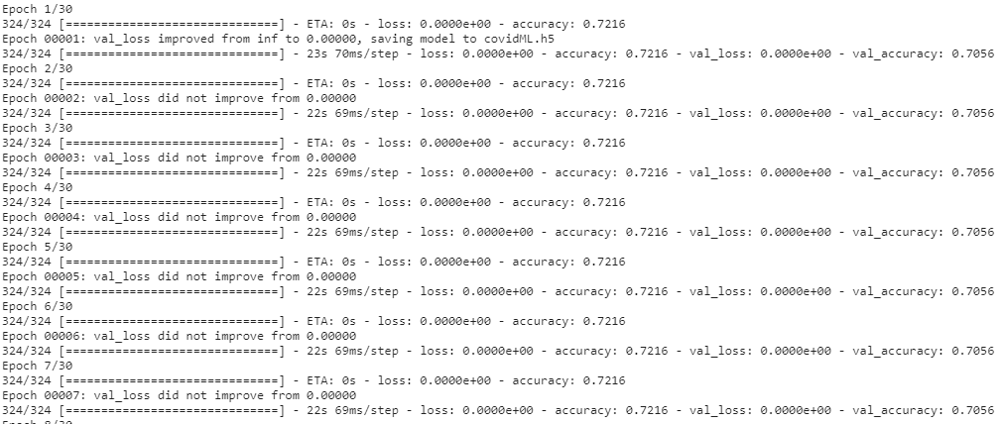 Epoch 1/30
324/324 [==============================] - ETA: 0s - loss: 0.0000e+00 - accuracy: 0.7216
Epoch 00001: val_loss improved from inf to 0.00000, saving model to covidML.h5
324/324 [==============================] - 23s 70ms/step - loss: 0.0000e+00 - accuracy: 0.7216 - val_loss: 0.0000e+00 - val_accuracy: 0.7056
Epoch 2/30
324/324 [==============================] - ETA: 0s - loss: 0.0000e+00 - accuracy: 0.7216
Epoch 00002: val_loss did not improve from 0.00000
324/324 [==============================] - 22s 69ms/step - loss: 0.0000e+00 - accuracy: 0.7216 - val_loss: 0.0000e+00 - val_accuracy: 0.7056
Epoch 3/30
324/324 [==============================] - ETA: 0s - loss: 0.0000e+00 - accuracy: 0.7216
Epoch 00003: val_loss did not improve from 0.00000
324/324 [==============================] - 22s 69ms/step - loss: 0.0000e+00 - accuracy: 0.7216 - val_loss: 0.0000e+00 - val_accuracy: 0.7056
Epoch 4/30
324/324 [==============================] - ETA: 0s - loss: 0.0000e+00 - accuracy: 0.7216
Epoch 00004: val_loss did not improve from 0.00000
324/324 [==============================] - 22s 69ms/step - loss: 0.0000e+00 - accuracy: 0.7216 - val_loss: 0.0000e+00 - val_accuracy: 0.7056
Epoch 5/30
324/324 [==============================] - ETA: 0s - loss: 0.0000e+00 - accuracy: 0.7216
Epoch 00005: val_loss did not improve from 0.00000
324/324 [==============================] - 22s 69ms/step - loss: 0.0000e+00 - accuracy: 0.7216 - val_loss: 0.0000e+00 - val_accuracy: 0.7056
Epoch 6/30
324/324 [==============================] - ETA: 0s - loss: 0.0000e+00 - accuracy: 0.7216
Epoch 00006: val_loss did not improve from 0.00000
324/324 [==============================] - 22s 69ms/step - loss: 0.0000e+00 - accuracy: 0.7216 - val_loss: 0.0000e+00 - val_accuracy: 0.7056
Epoch 7/30
324/324 [==============================] - ETA: 0s - loss: 0.0000e+00 - accuracy: 0.7216
Epoch 00007: val_loss did not improve from 0.00000
324/324 [==============================] - 22s 69ms/step - loss: 0.0000e+00 - accuracy: 0.7216 - val_loss: 0.0000e+00 - val_accuracy: 0.7056
Epoch 8/30